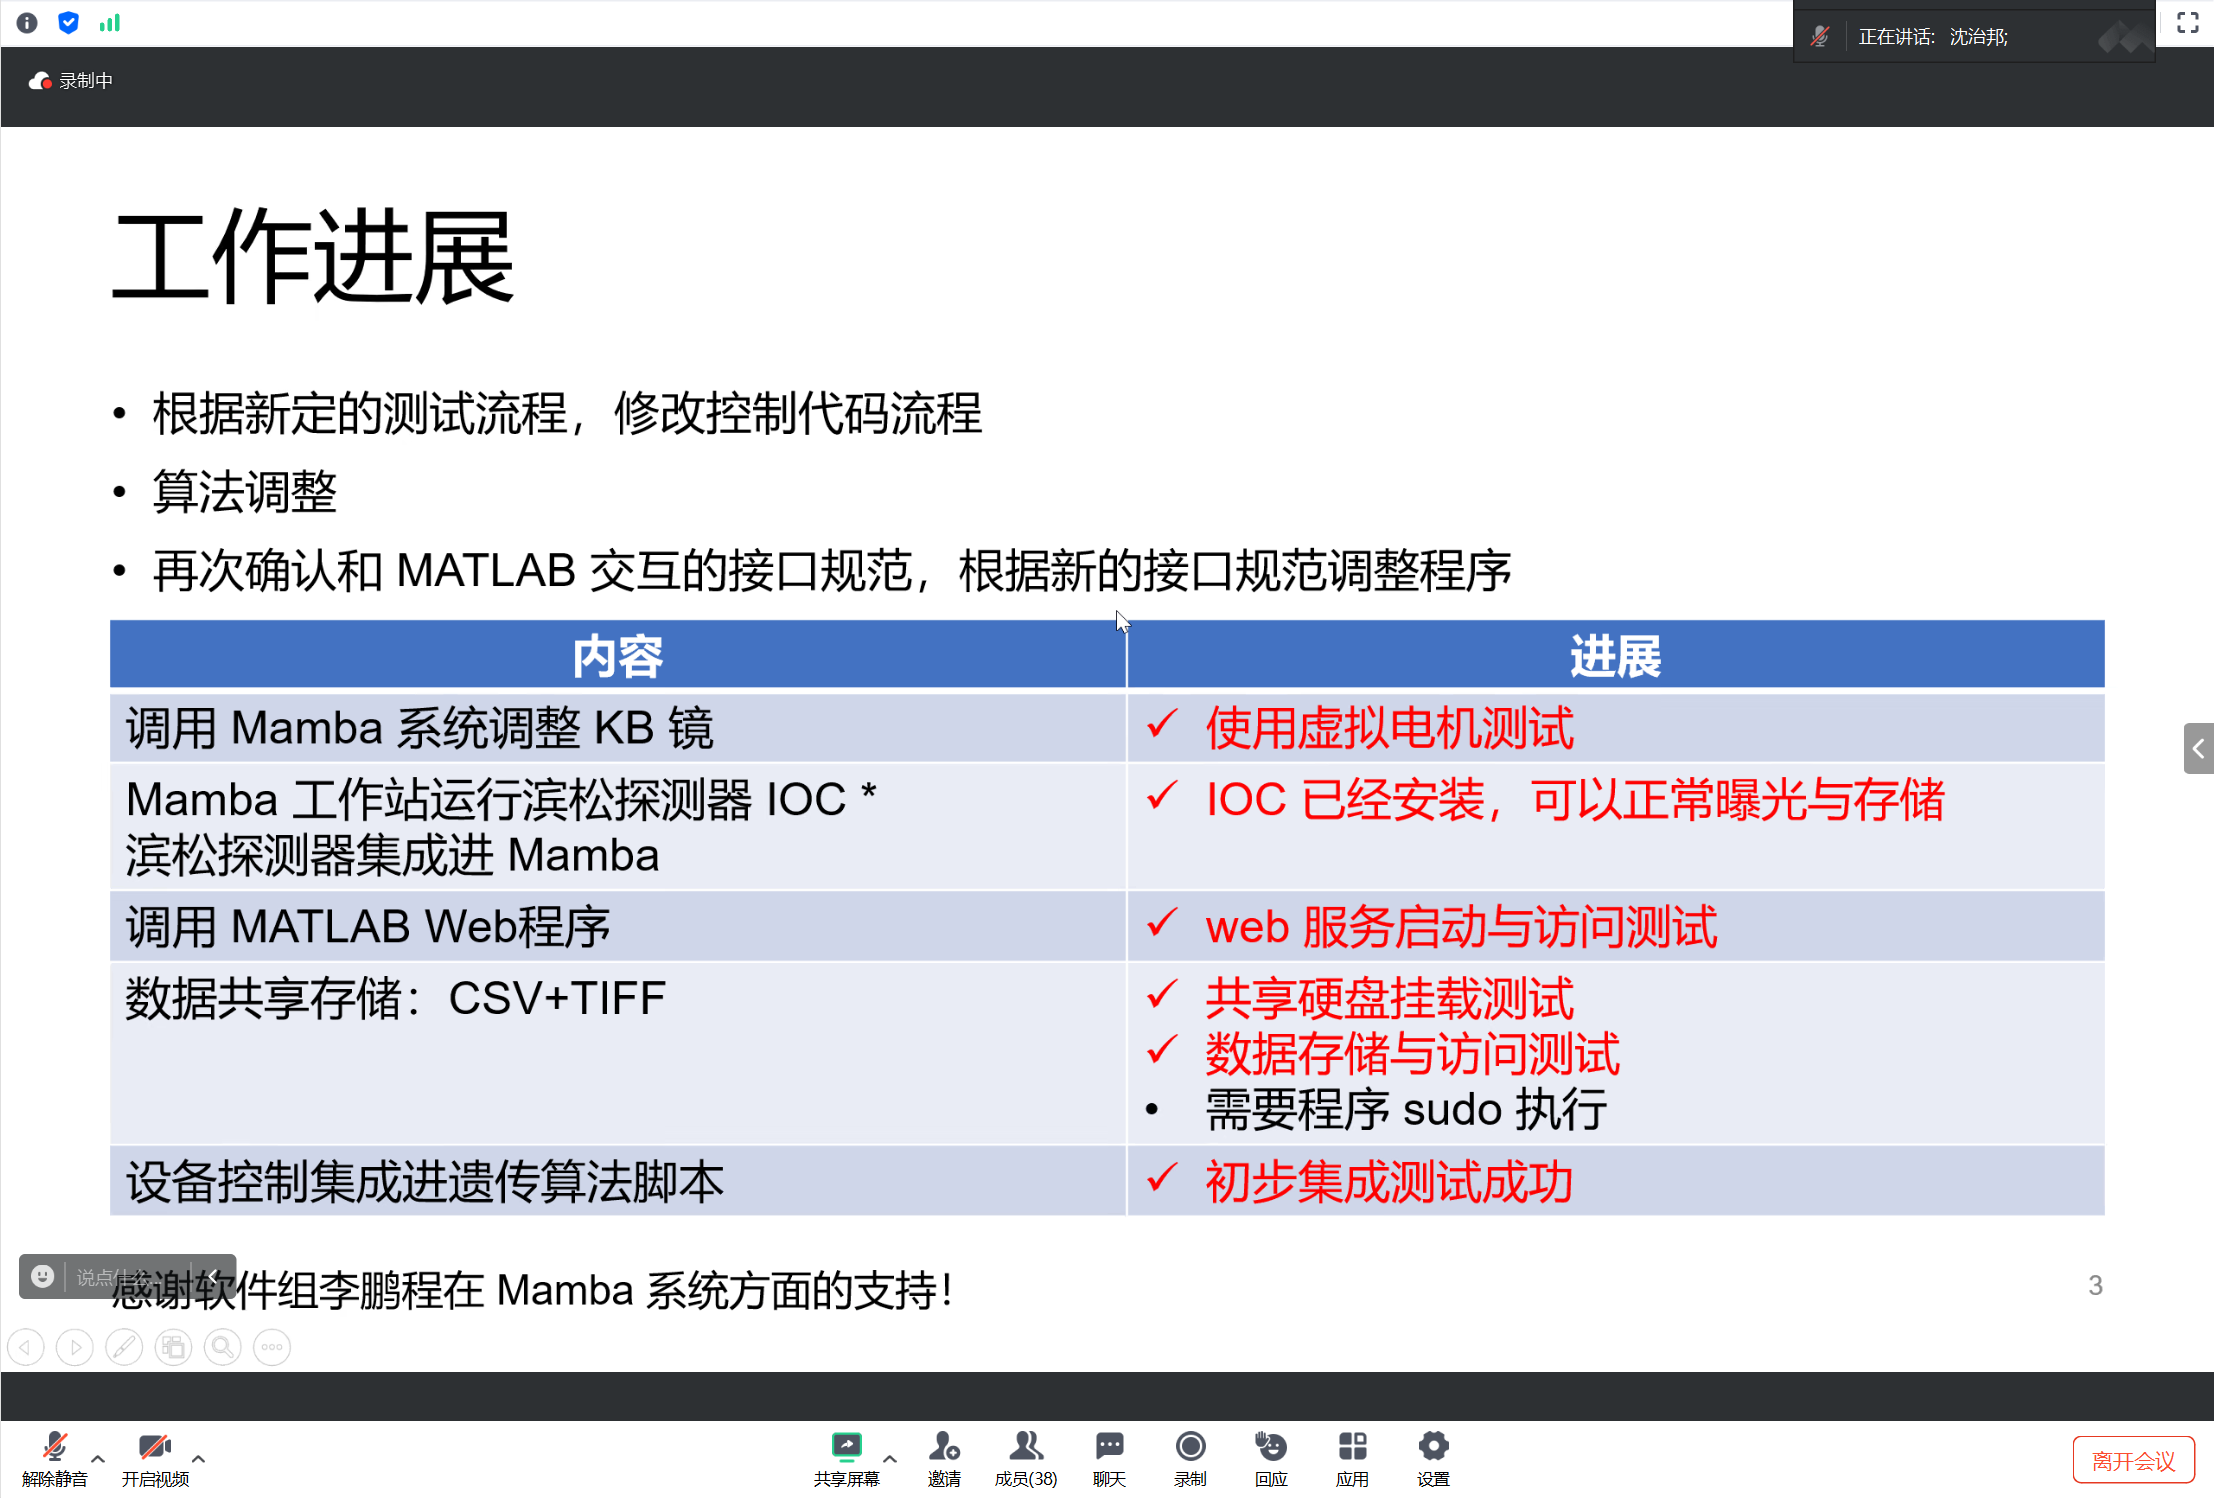 正在讲话: 沈治邦;
录制中
工作进展
• 根据新定的测试流程，修改控制代码流程
• 算法调整
• 再次确认和 MATLAB 交互的接口规范，根据新的接口规范调整程序
内容 进展
调用 Mamba 系统调整 KB 镜 ✓ 使用虚拟电机测试
Mamba 工作站运行滨松探测器 IOC * ✓ IOC 已经安装，可以正常曝光与存储
滨松探测器集成进 Mamba
调用 MATLAB Web程序 ✓ web 服务启动与访问测试
数据共享存储：CSV+TIFF ✓ 共享硬盘挂载测试
✓ 数据存储与访问测试
• 需要程序 sudo 执行
设备控制集成进遗传算法脚本 ✓ 初步集成测试成功
说点什么...
感谢软件组李鹏程在 Mamba 系统方面的支持！
3
解除静音 开启视频 共享屏幕 邀请 成员(38) 聊天 录制 回应 应用 设置 离开会议